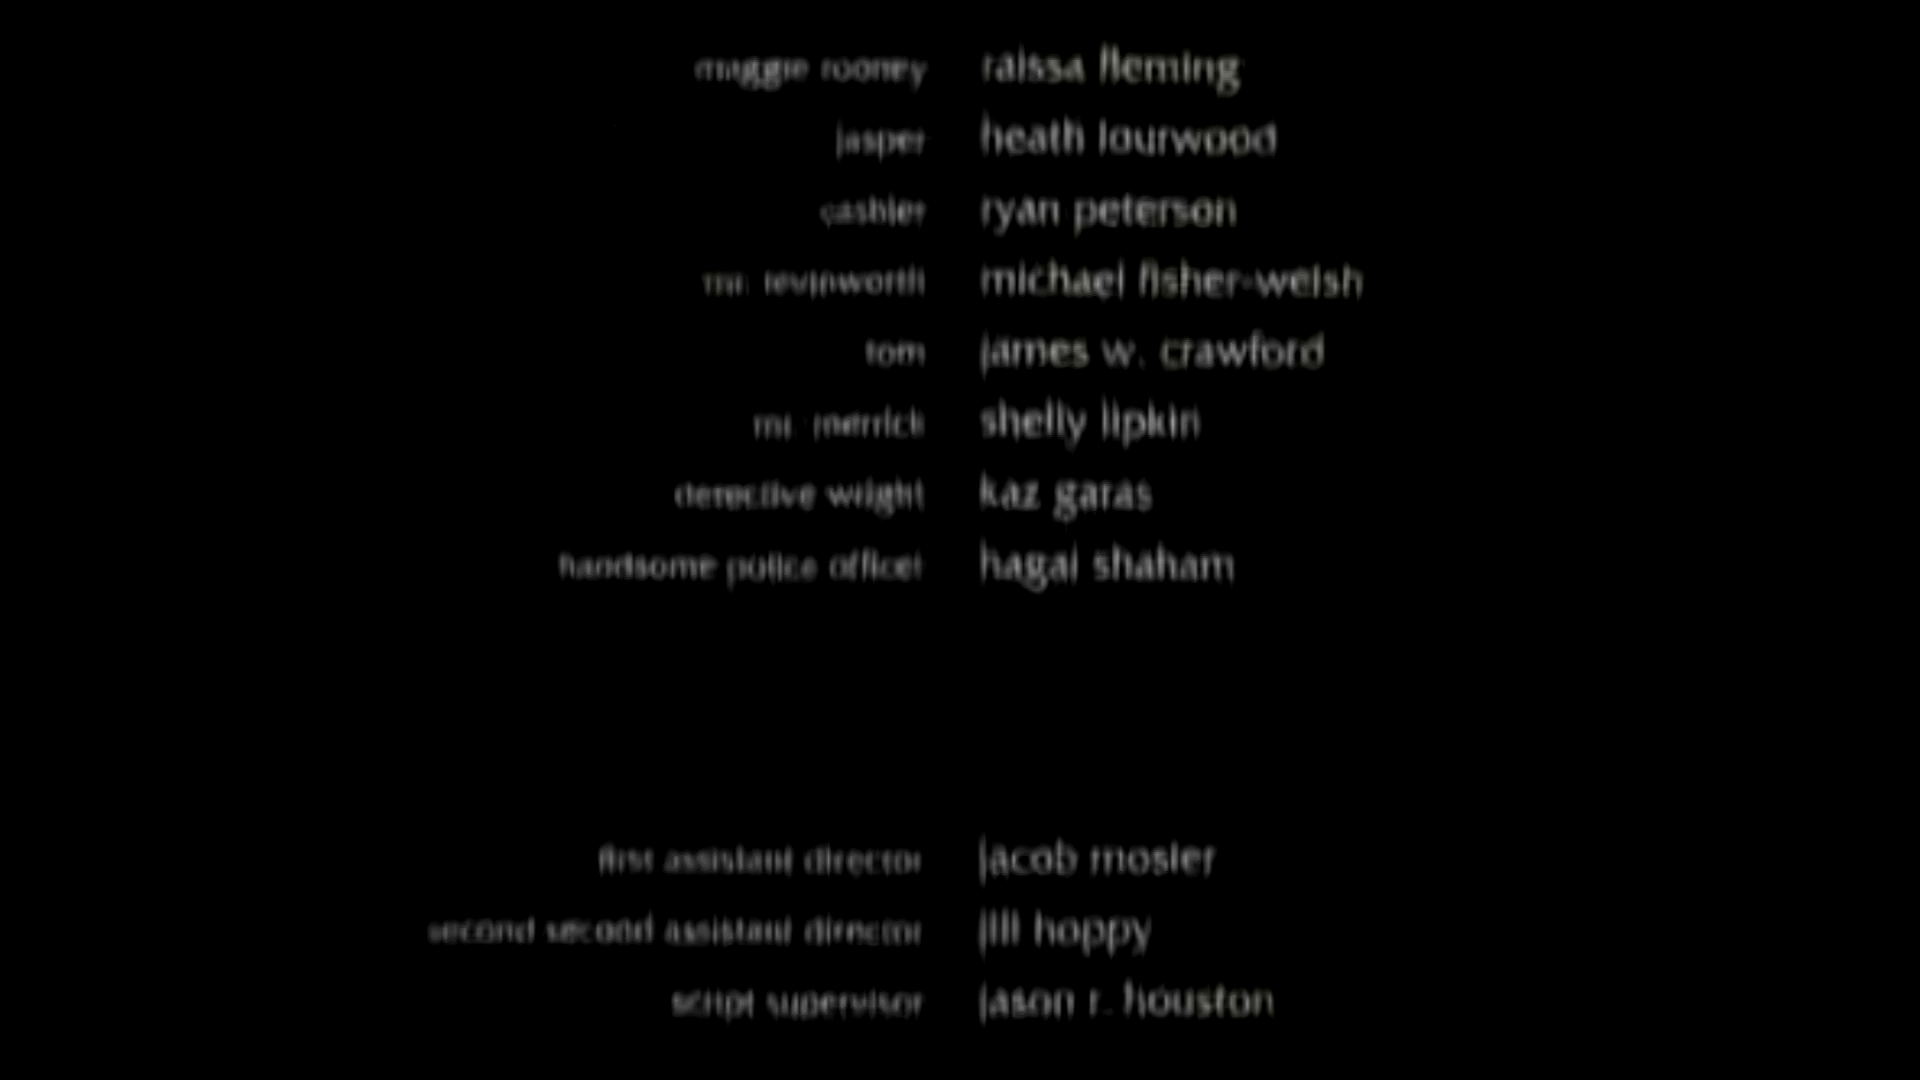 maggie rooney raissa fleming
jasper heath lourwood
cashier ryan peterson
mr. levinworth michael fisher-welsh
tom james w. crawford
mr. merrick shelly lipkin
detective wright kaz garas
handsome police officer hagai shaham
first assistant director jacob mosler
second second assistant director jill hoppy
script supervisor jason r. houston